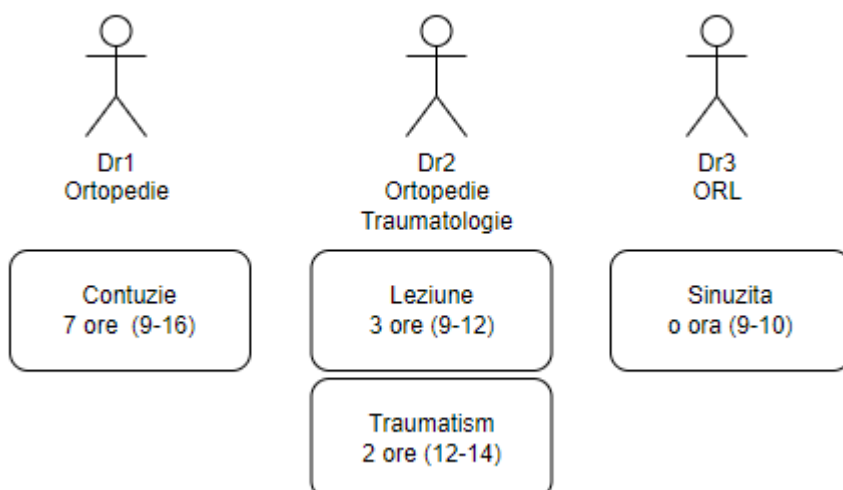 Dr1
Ortopedie
Dr2
Ortopedie
Traumatologie
Dr3
ORL
Contuzie
7 ore (9-16)
Leziune
3 ore (9-12)
Sinuzita
o ora (9-10)
Traumatism
2 ore (12-14)